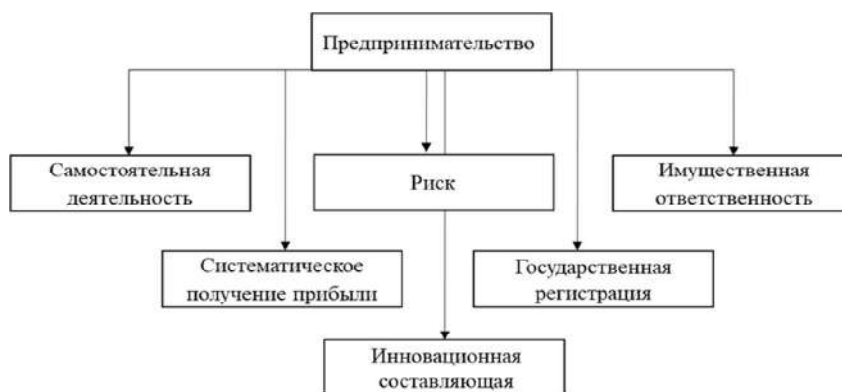 Предпринимательство
Самостоятельная
деятельность
Риск
Имущественная
ответственность
Систематическое
получение прибыли
Государственная
регистрация
Инновационная
составляющая